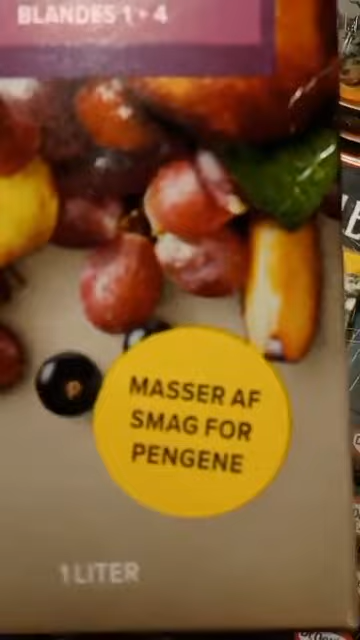 BLANDES 1 + 4
MASSER AF
SMAG FOR
PENGENE
1 LITER